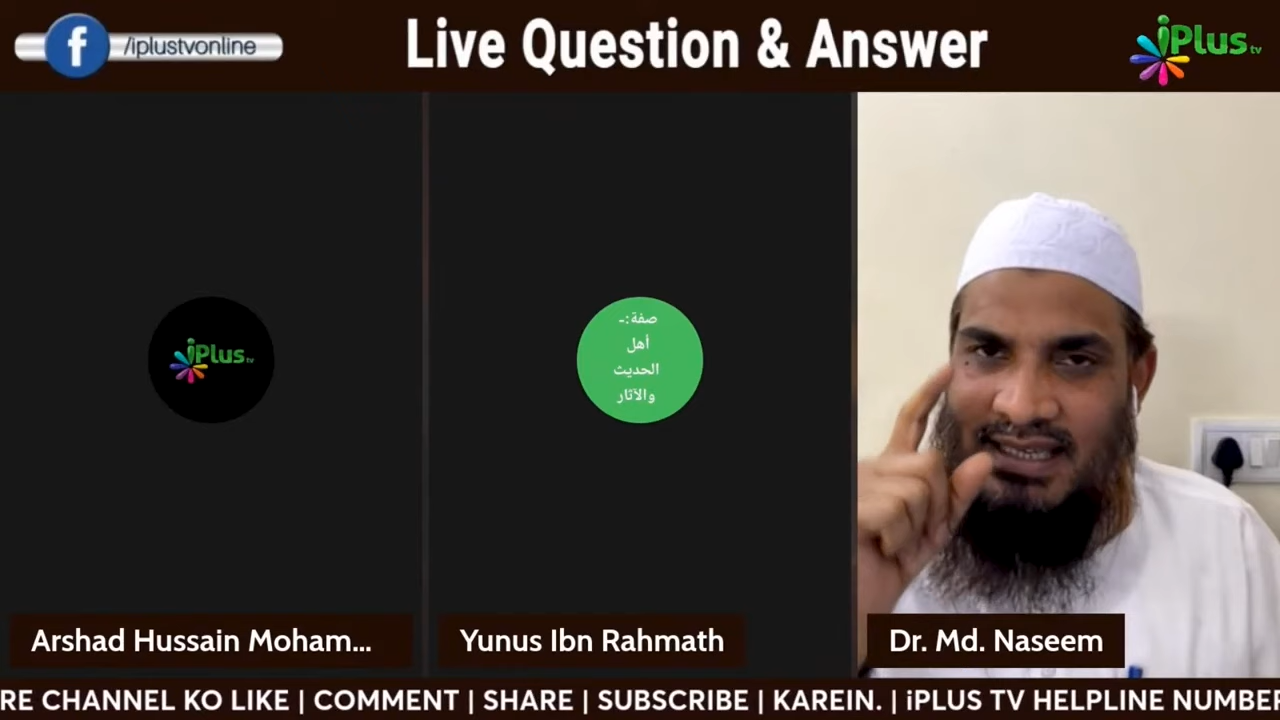 f /iplustvonline
Live Question & Answer
iPlus tv
iPlus tv
صفة:-
أهل
الحديث
والآثار
Arshad Hussain Moham...
Yunus Ibn Rahmath
Dr. Md. Naseem
RE CHANNEL KO LIKE | COMMENT | SHARE | SUBSCRIBE | KAREIN. | iPLUS TV HELPLINE NUMBER